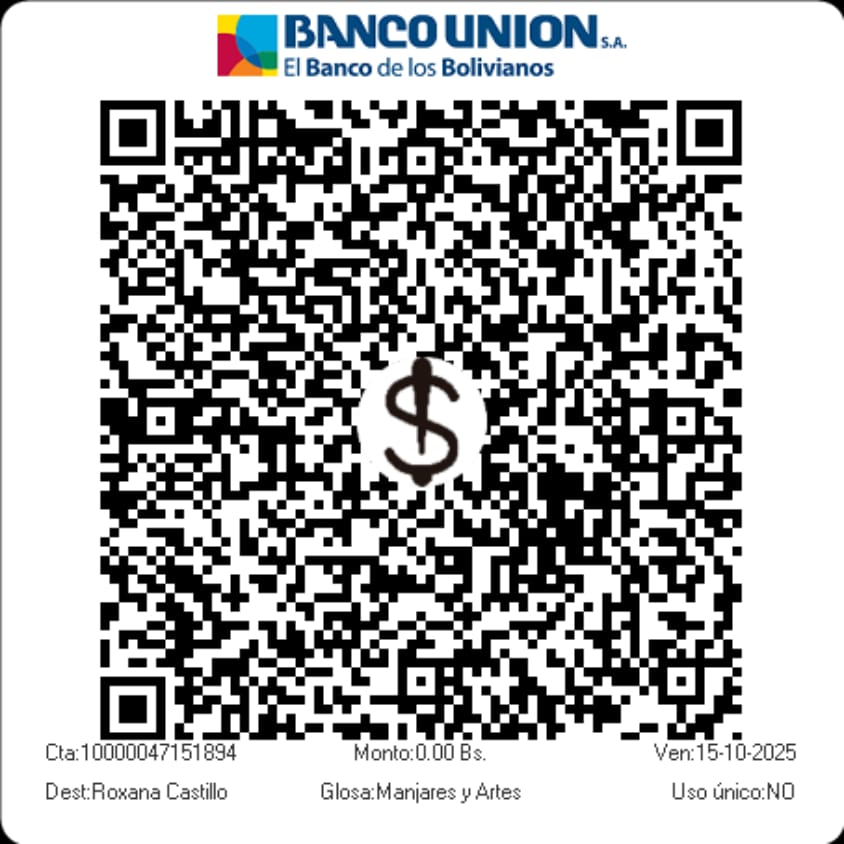 BANCO UNION S.A.
El Banco de los Bolivianos
$
Cta:10000047151894 Monto:0.00 Bs. Ven:15-10-2025
Dest:Roxana Castillo Glosa:Manjares y Artes Uso único:NO